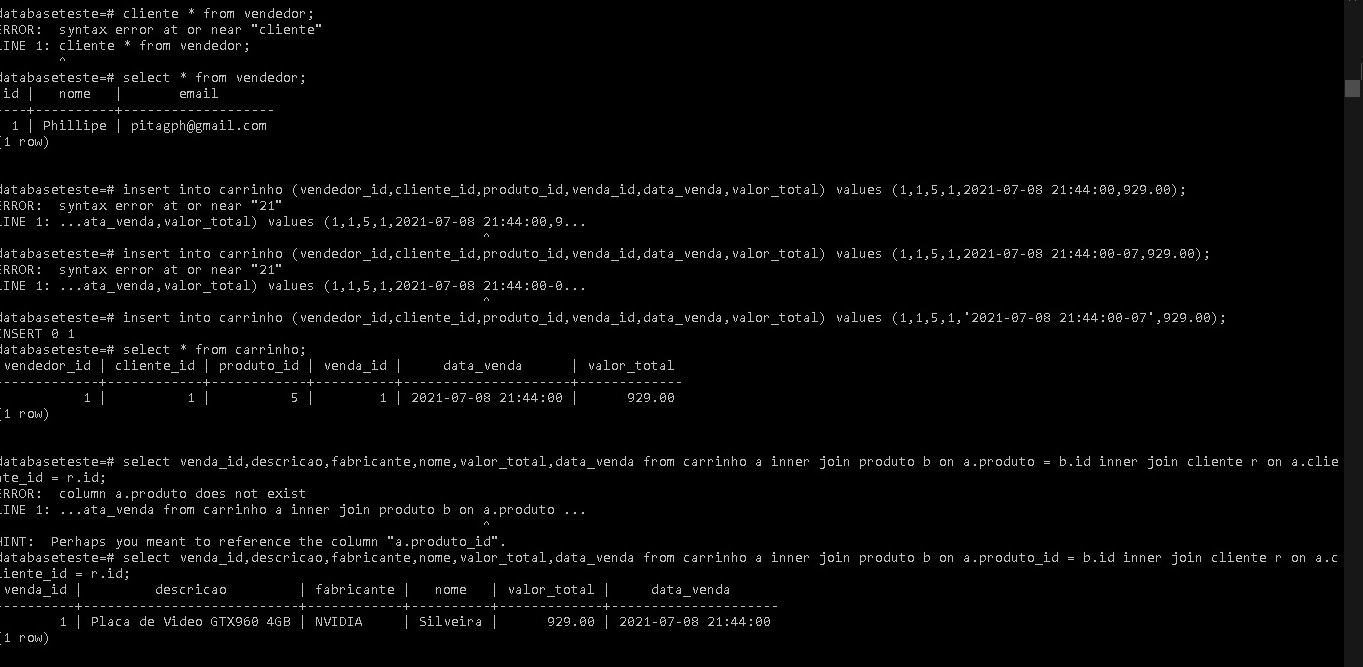 databaseteste=# cliente * from vendedor;
ERROR:  syntax error at or near "cliente"
LINE 1: cliente * from vendedor;
        ^
databaseteste=# select * from vendedor;
 id |   nome   |       email
----+----------+-------------------
  1 | Phillipe | pitagph@gmail.com
(1 row)
databaseteste=# insert into carrinho (vendedor_id,cliente_id,produto_id,venda_id,data_venda,valor_total) values (1,1,5,1,2021-07-08 21:44:00,929.00);
ERROR:  syntax error at or near "21"
LINE 1: ...ata_venda,valor_total) values (1,1,5,1,2021-07-08 21:44:00,9...
                                                             ^
databaseteste=# insert into carrinho (vendedor_id,cliente_id,produto_id,venda_id,data_venda,valor_total) values (1,1,5,1,2021-07-08 21:44:00-07,929.00);
ERROR:  syntax error at or near "21"
LINE 1: ...ata_venda,valor_total) values (1,1,5,1,2021-07-08 21:44:00-0...
                                                             ^
databaseteste=# insert into carrinho (vendedor_id,cliente_id,produto_id,venda_id,data_venda,valor_total) values (1,1,5,1,'2021-07-08 21:44:00-07',929.00);
INSERT 0 1
databaseteste=# select * from carrinho;
 vendedor_id | cliente_id | produto_id | venda_id |     data_venda      | valor_total
-------------+------------+------------+----------+---------------------+-------------
           1 |          1 |          5 |        1 | 2021-07-08 21:44:00 |      929.00
(1 row)
databaseteste=# select venda_id,descricao,fabricante,nome,valor_total,data_venda from carrinho a inner join produto b on a.produto = b.id inner join cliente r on a.clie
nte_id = r.id;
ERROR:  column a.produto does not exist
LINE 1: ...ata_venda from carrinho a inner join produto b on a.produto ...
                                                             ^
HINT:  Perhaps you meant to reference the column "a.produto_id".
databaseteste=# select venda_id,descricao,fabricante,nome,valor_total,data_venda from carrinho a inner join produto b on a.produto_id = b.id inner join cliente r on a.c
liente_id = r.id;
 venda_id |         descricao         | fabricante |   nome   | valor_total |     data_venda
----------+---------------------------+------------+----------+-------------+---------------------
        1 | Placa de Video GTX960 4GB | NVIDIA     | Silveira |      929.00 | 2021-07-08 21:44:00
(1 row)